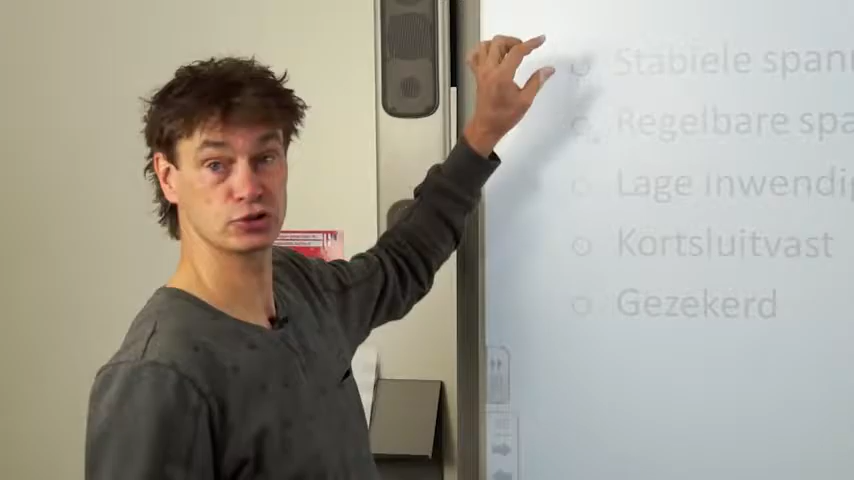 Stabiele spann
Regelbare spa
Lage inwendig
Kortsluitvast
Gezekerd